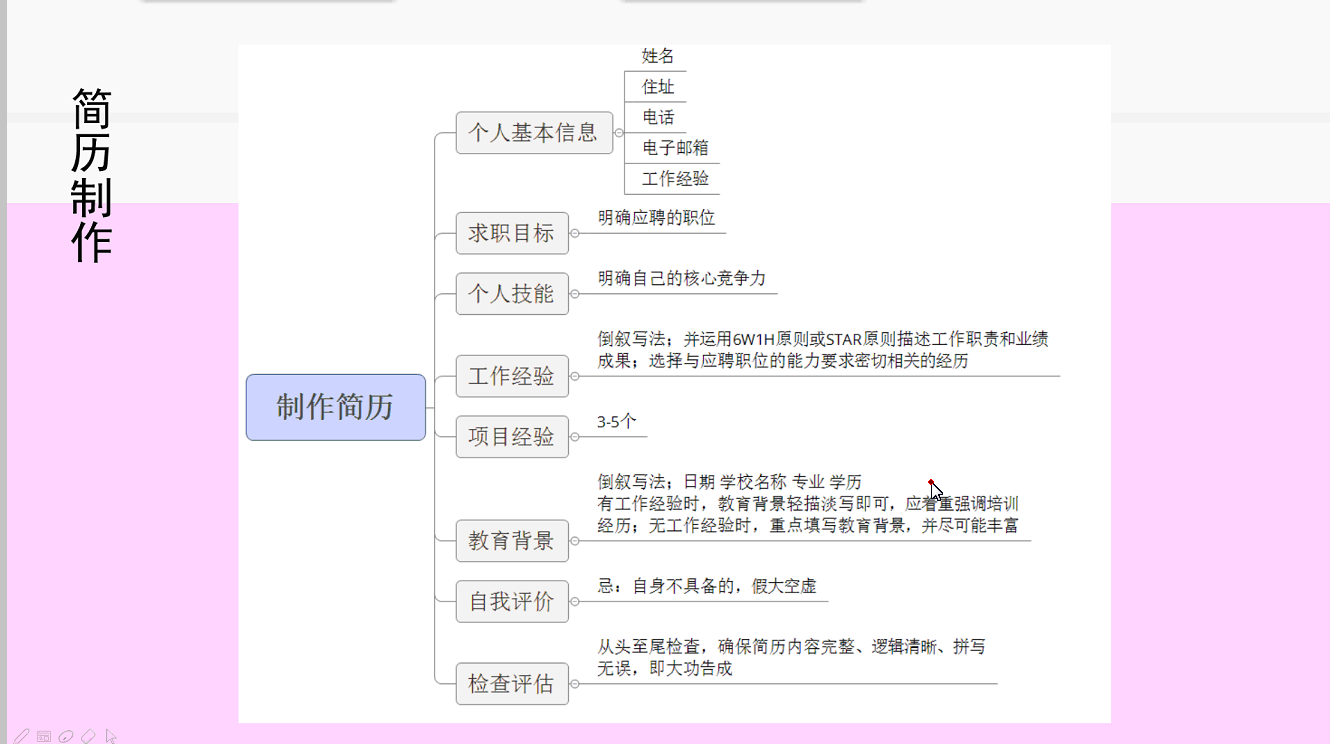 简历制作
制作简历
个人基本信息
姓名
住址
电话
电子邮箱
工作经验
求职目标
明确应聘的职位
个人技能
明确自己的核心竞争力
工作经验
倒叙写法；并运用6W1H原则或STAR原则描述工作职责和业绩
成果；选择与应聘职位的能力要求密切相关的经历
项目经验
3-5个
教育背景
倒叙写法；日期 学校名称 专业 学历
有工作经验时，教育背景轻描淡写即可，应着重强调培训
经历；无工作经验时，重点填写教育背景，并尽可能丰富
自我评价
忌：自身不具备的，假大空虚
检查评估
从头至尾检查，确保简历内容完整、逻辑清晰、拼写
无误，即大功告成